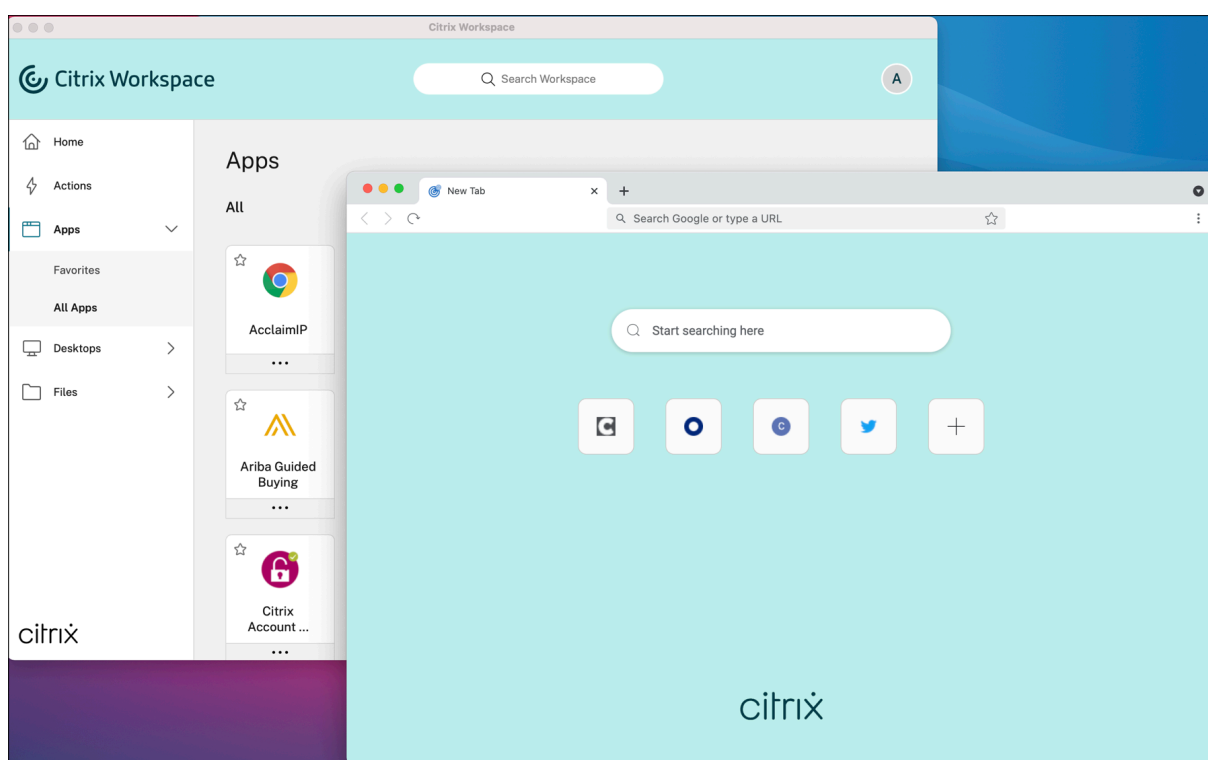 Citrix Workspace
Citrix Workspace
Search Workspace
A
Home
Actions
Apps
Favorites
All Apps
Desktops
Files
citrix
Apps
All
AcclaimIP
Ariba Guided
Buying
Citrix
Account ...
New Tab
Search Google or type a URL
Start searching here
C
C
citrix